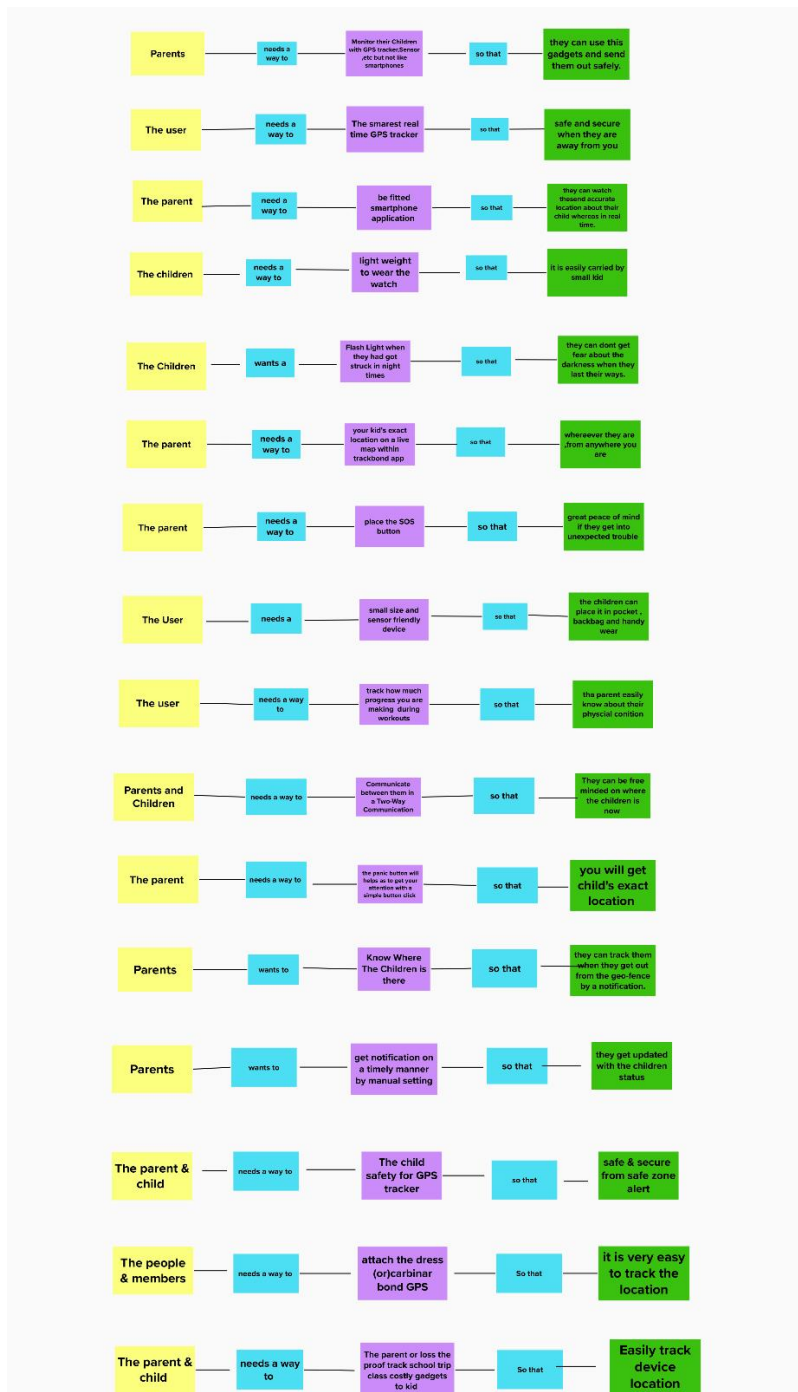 Parents
needs a
way to
Monitor their Children
with GPS tracker,Sensor
,etc but not like
smartphones
so that
they can use this
gadgets and send
them out safely.
The user
needs a
way to
The smarest real
time GPS tracker
so that
safe and secure
when they are
away from you
The parent
need a
way to
be fitted
smartphone
application
so that
they can watch
thesend accurate
location about their
child whereas in real
time.
The children
needs a
way to
light weight
to wear the
watch
so that
it is easily carried by
small kid
The Children
wants a
Flash Light when
they had got
struck in night
times
so that
they can dont get
fear about the
darkness when they
last their ways.
The parent
needs a
way to
your kid's exact
location on a live
map within
trackbond app
so that
whereever they are
,from anywhere you
are
The parent
needs a
way to
place the SOS
button
so that
great peace of mind
if they get into
unexpected trouble
The User
needs a
small size and
sensor friendly
device
so that
the children can
place it in pocket ,
backbag and handy
wear
The user
needs a way
to
track how much
progress you are
making during
workouts
so that
tha parent easily
know about their
physcial conition
Parents and
Children
needs a way to
Communicate
between them in
a Two-Way
Communication
so that
They can be free
minded on where
the children is
now
The parent
needs a way to
the panic button will
helps as to get your
attention with a
simple button click
so that
you will get
child's exact
location
Parents
wants to
Know Where
The Children is
there
so that
they can track them
when they got out
from the geo-fence
by a notification.
Parents
wants to
get notification on
a timely manner
by manual setting
so that
they get updated
with the children
status
The parent &
child
needs a way to
The child
safety for GPS
tracker
so that
safe & secure
from safe zone
alert
The people
& members
needs a way to
attach the dress
(or)carbinar
bond GPS
So that
it is very easy
to track the
location
The parent &
child
needs a way
to
The parent or loss the
proof track school trip
class costly gadgets
to kid
So that
Easily track
device
location